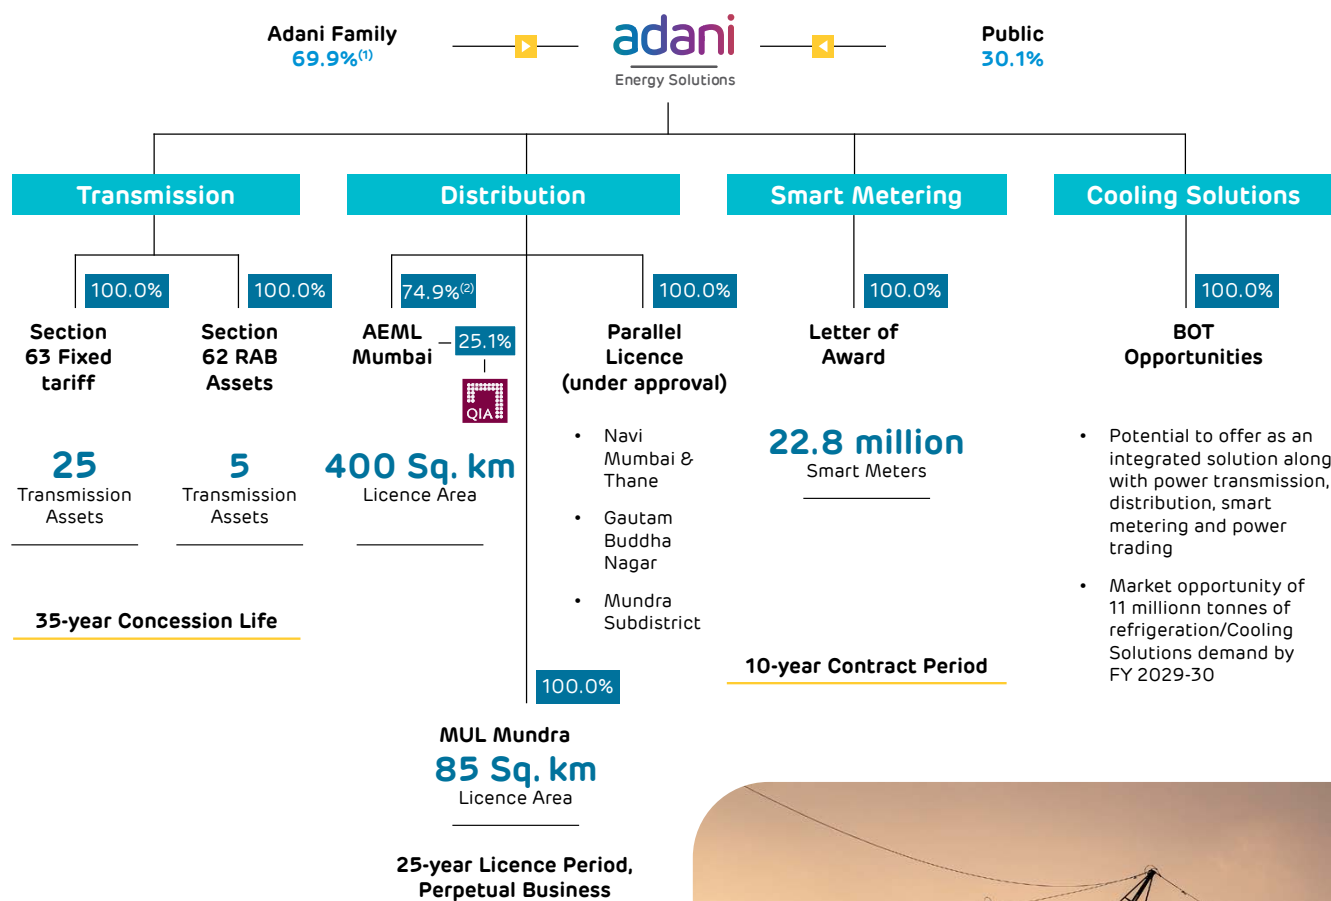 Adani Family
69.9%(1)
adani
Energy Solutions
Public
30.1%
Transmission
Distribution
Smart Metering
Cooling Solutions
100.0%
100.0%
74.9%(2)
100.0%
100.0%
100.0%
Section
63 Fixed
tariff
Section
62 RAB
Assets
AEML
Mumbai
25.1%
QIA
Parallel
Licence
(under approval)
Letter of
Award
BOT
Opportunities
25
Transmission
Assets
5
Transmission
Assets
35-year Concession Life
400 Sq. km
Licence Area
• Navi
Mumbai &
Thane
• Gautam
Buddha
Nagar
• Mundra
Subdistrict
22.8 million
Smart Meters
10-year Contract Period
• Potential to offer as an
integrated solution along
with power transmission,
distribution, smart
metering and power
trading
• Market opportunity of
11 millionn tonnes of
refrigeration/Cooling
Solutions demand by
FY 2029-30
100.0%
MUL Mundra
85 Sq. km
Licence Area
25-year Licence Period,
Perpetual Business